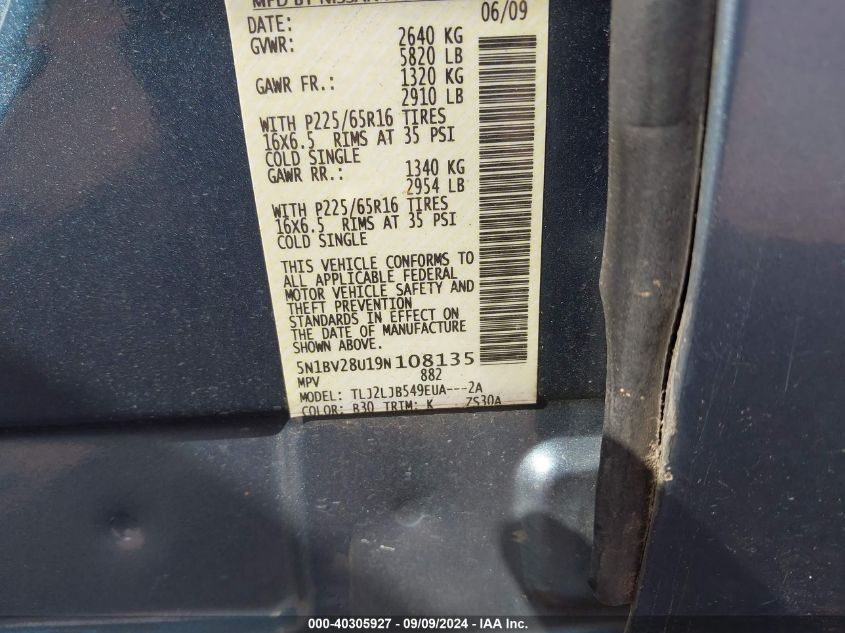 MFD BY NISSAN
DATE: 06/09
GVWR: 2640 KG
5820 LB
GAWR FR.: 1320 KG
2910 LB
WITH P225/65R16 TIRES
16X6.5 RIMS AT 35 PSI
COLD SINGLE
GAWR RR.: 1340 KG
2954 LB
WITH P225/65R16 TIRES
16X6.5 RIMS AT 35 PSI
COLD SINGLE
THIS VEHICLE CONFORMS TO
ALL APPLICABLE FEDERAL
MOTOR VEHICLE SAFETY AND
THEFT PREVENTION
STANDARDS IN EFFECT ON
THE DATE OF MANUFACTURE
SHOWN ABOVE.
5N1BV28U19N108135
MPV 882
MODEL: TLJ2LJB549EUA---2A
COLOR: B30 TRIM: K ZS30A
000-40305927 - 09/09/2024 - IAA Inc.